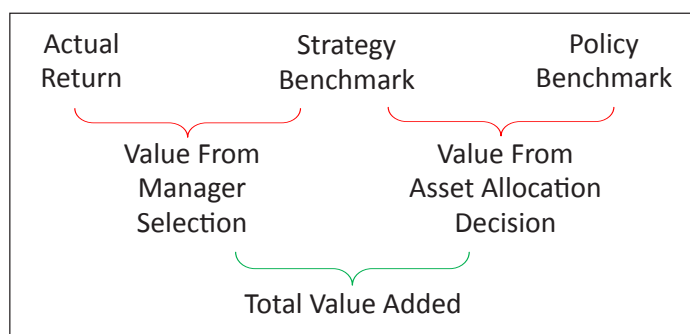 Actual
Return
Strategy
Benchmark
Policy
Benchmark
Value From
Manager
Selection
Value From
Asset Allocation
Decision
Total Value Added